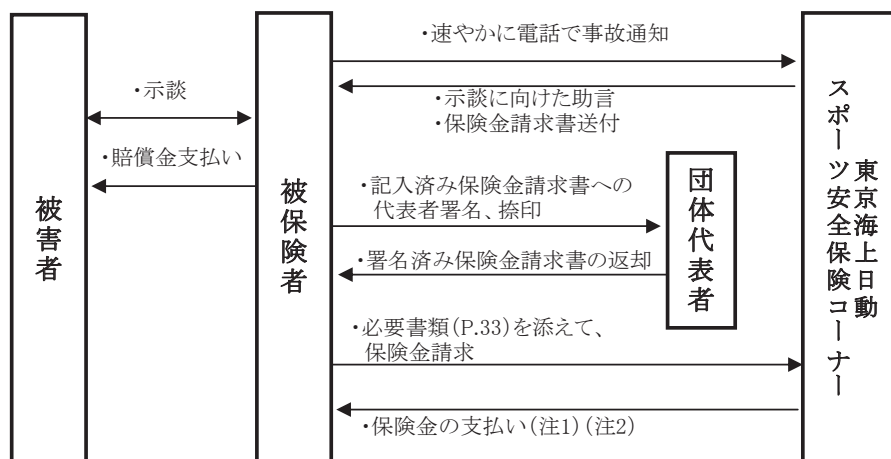 ・速やかに電話で事故通知
・示談
・示談に向けた助言
・保険金請求書送付
・賠償金支払い
・記入済み保険金請求書への
代表者署名、捺印
・署名済み保険金請求書の返却
・必要書類(P.33)を添えて、
保険金請求
・保険金の支払い(注1)(注2)
被害者
被保険者
団体代表者
東京海上日動
スポーツ安全保険コーナー